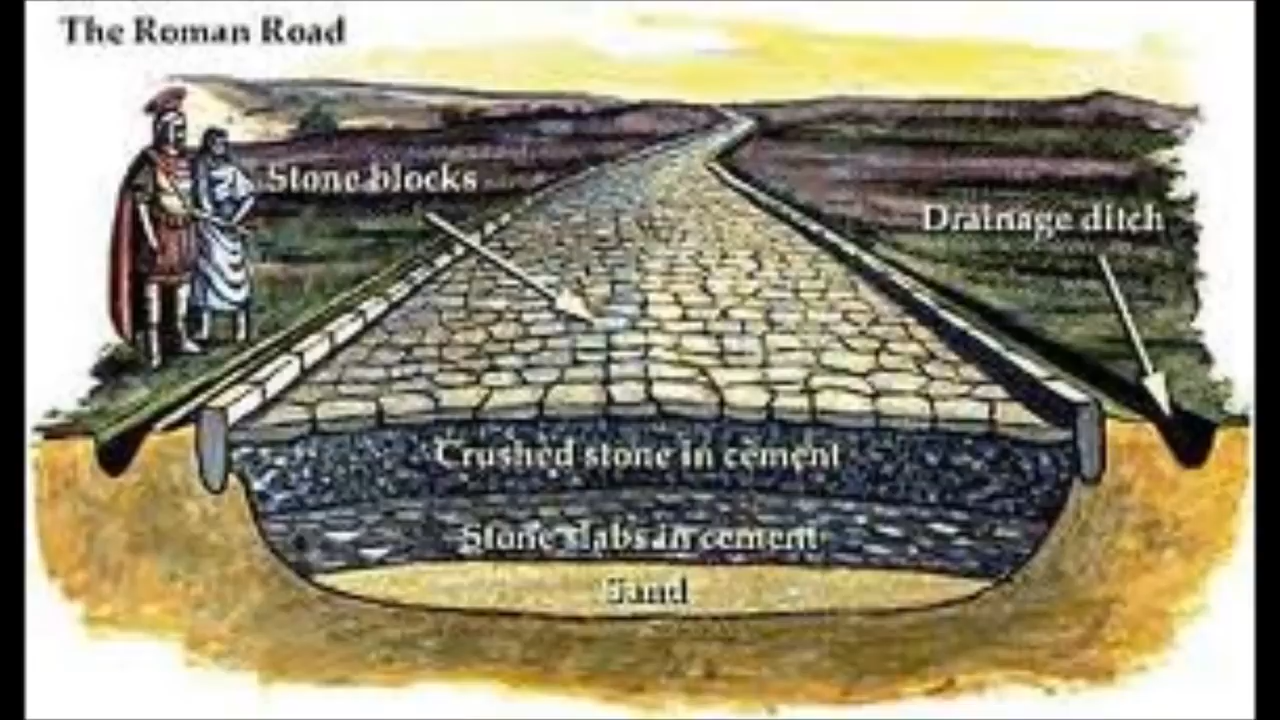 The Roman Road
Stone blocks
Drainage ditch
Crushed stone in cement
Stone slabs in cement
Sand